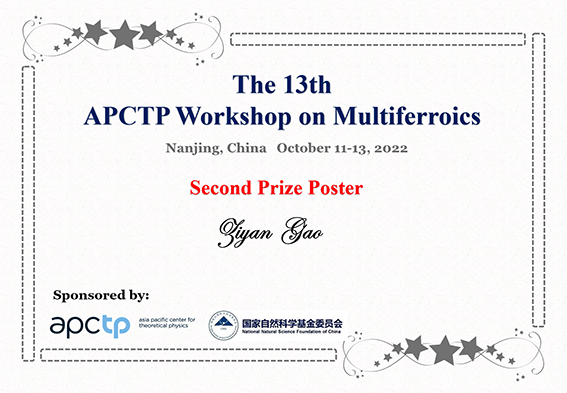 The 13th
APCTP Workshop on Multiferroics
Nanjing, China October 11-13, 2022
Second Prize Poster
Ziyan Gao
Sponsored by:
apctp asia pacific center for
theoretical physics
国家自然科学基金委员会
National Natural Science Foundation of China